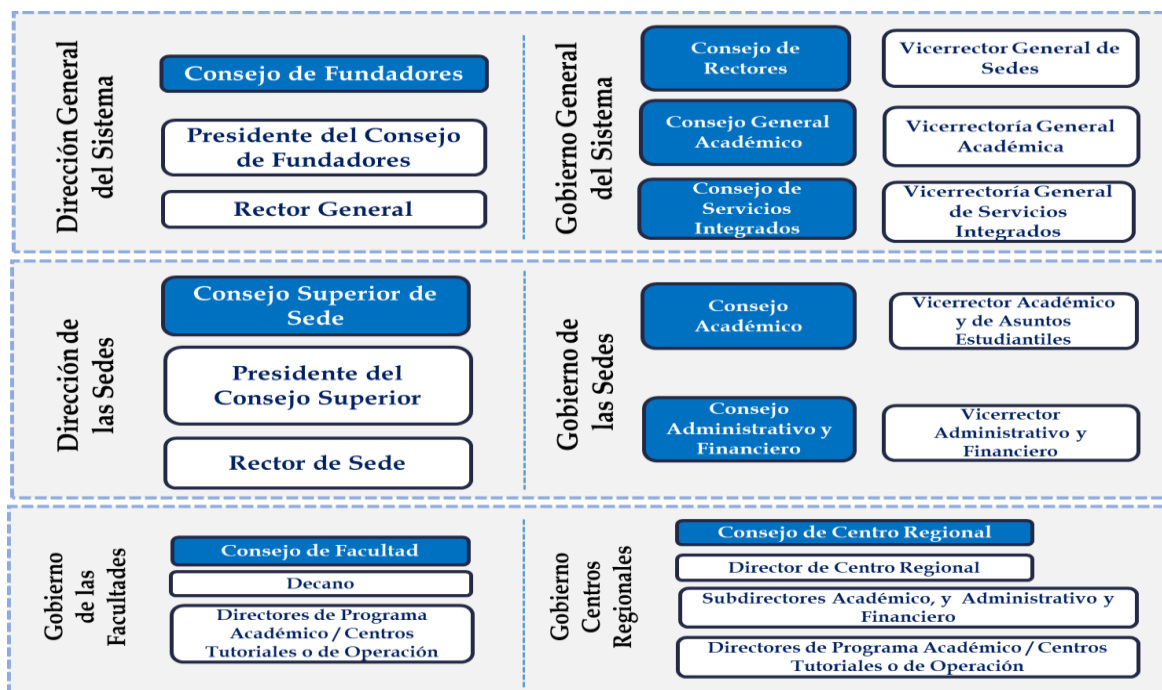 Dirección General
del Sistema
Consejo de Fundadores
Presidente del Consejo
de Fundadores
Rector General
Gobierno General
del Sistema
Consejo de
Rectores
Vicerrector General de
Sedes
Consejo General
Académico
Vicerrectoría General
Académica
Consejo de
Servicios
Integrados
Vicerrectoría General
de Servicios
Integrados
Dirección de
las Sedes
Consejo Superior de
Sede
Presidente del
Consejo Superior
Rector de Sede
Gobierno de
las Sedes
Consejo
Académico
Vicerrector Académico
y de Asuntos
Estudiantiles
Consejo
Administrativo y
Financiero
Vicerrector
Administrativo y
Financiero
Gobierno
de las
Facultades
Consejo de Facultad
Decano
Directores de Programa
Académico / Centros
Tutoriales o de Operación
Gobierno
Centros
Regionales
Consejo de Centro Regional
Director de Centro Regional
Subdirectores Académico, y Administrativo y
Financiero
Directores de Programa Académico / Centros
Tutoriales o de Operación